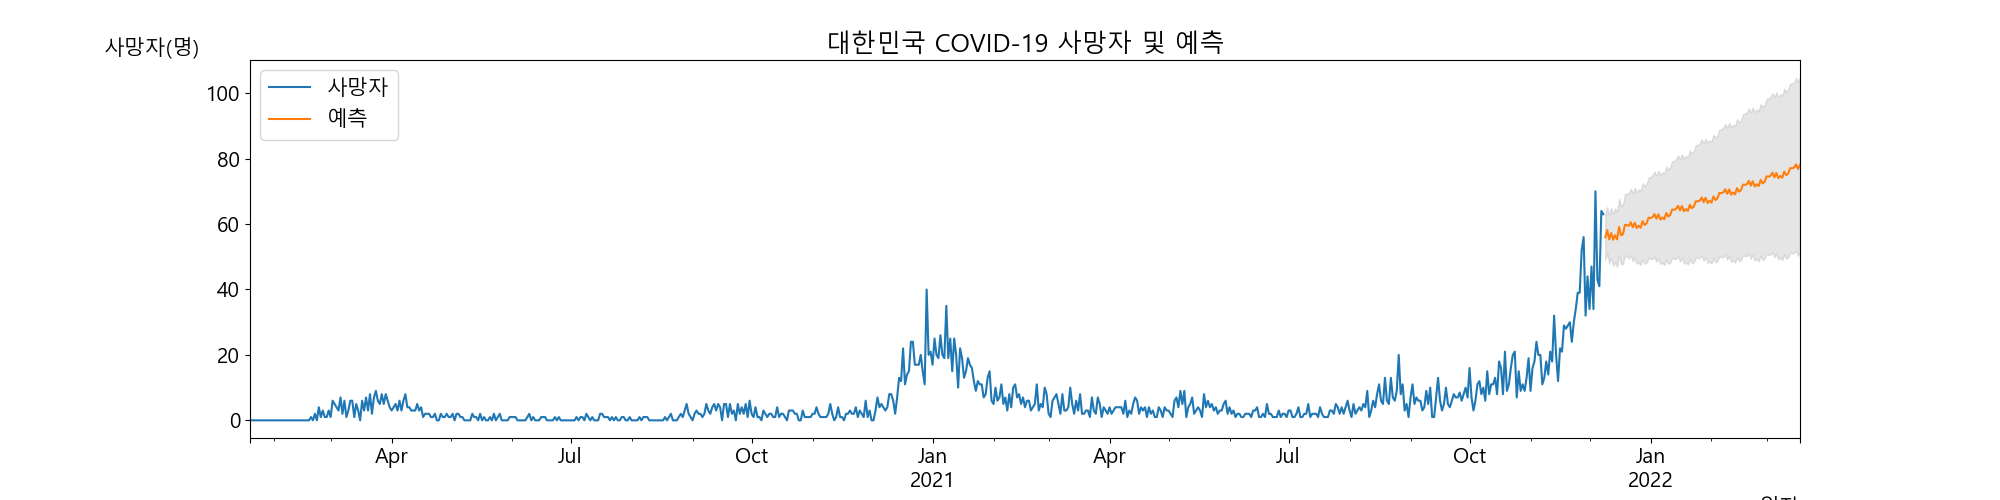 대한민국 COVID-19 사망자 및 예측
사망자(명)
사망자
예측
100
80
60
40
20
0
Apr
Jul
Oct
Jan
2021
Apr
Jul
Oct
Jan
2022